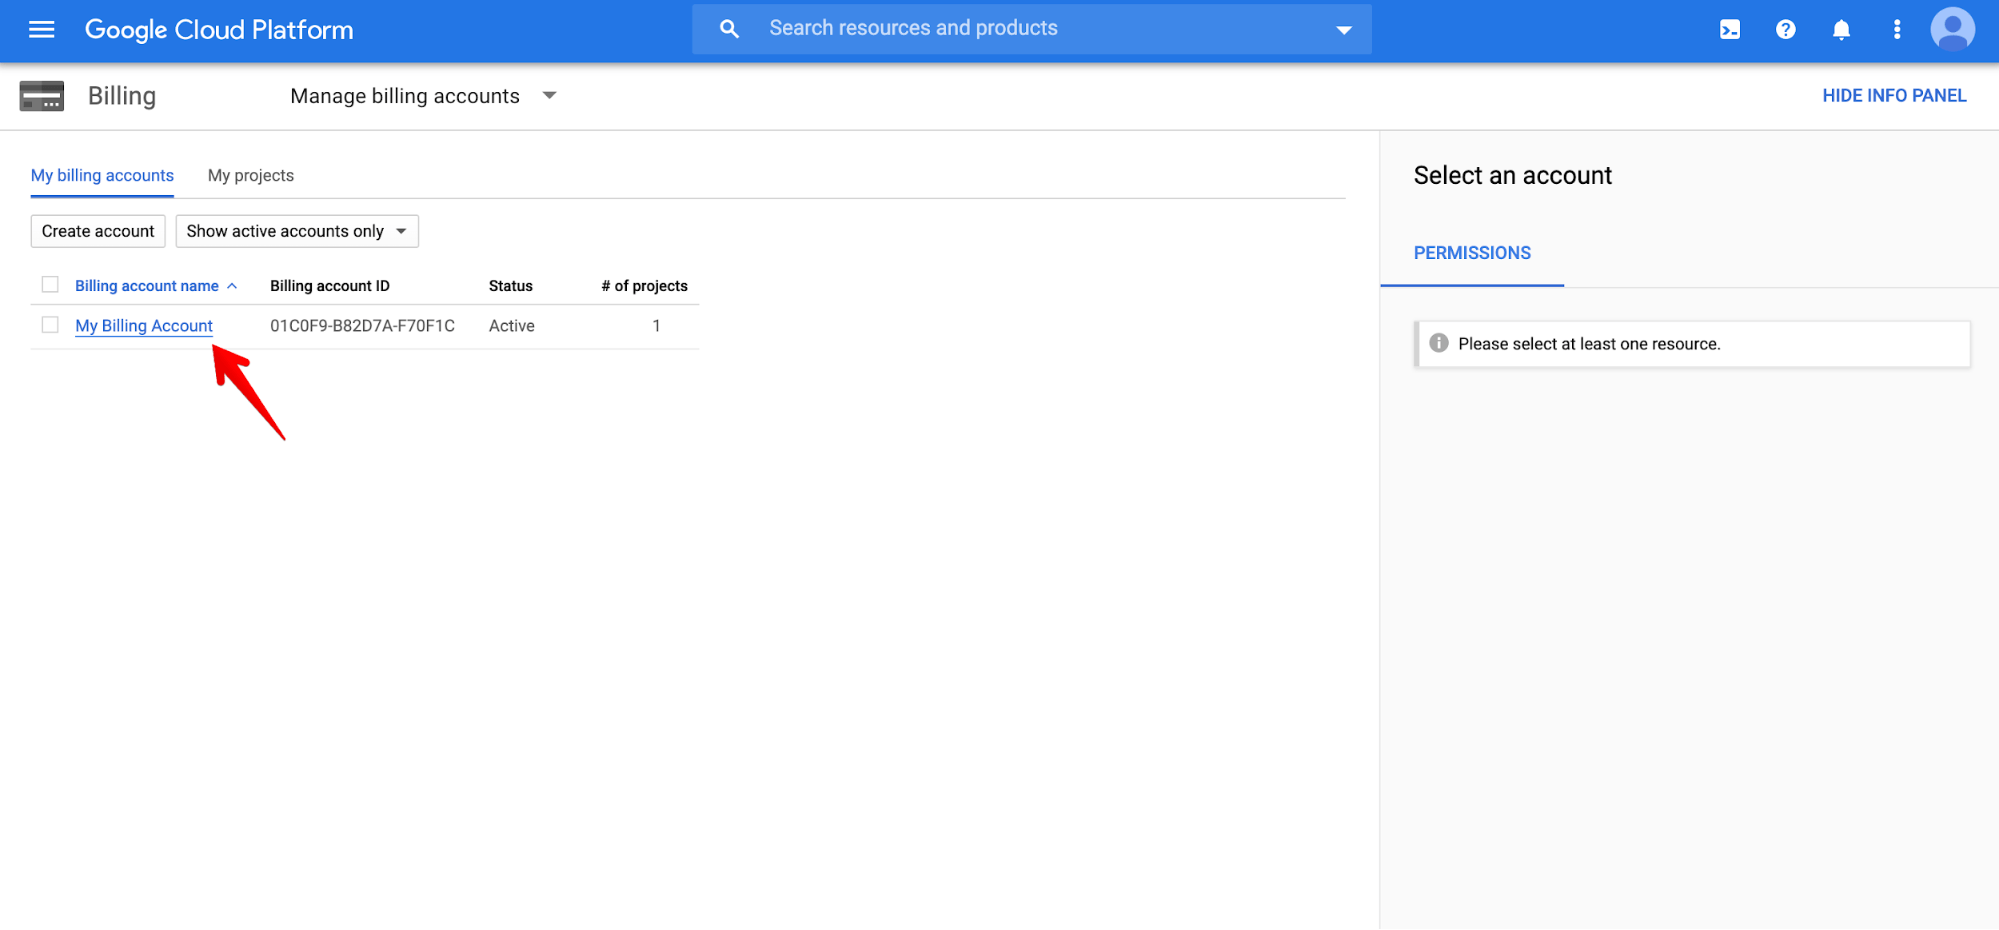 Google Cloud Platform
Search resources and products
Billing
Manage billing accounts
HIDE INFO PANEL
My billing accounts
My projects
Create account
Show active accounts only
Billing account name
Billing account ID
Status
# of projects
My Billing Account
01C0F9-B82D7A-F70F1C
Active
1
Select an account
PERMISSIONS
Please select at least one resource.